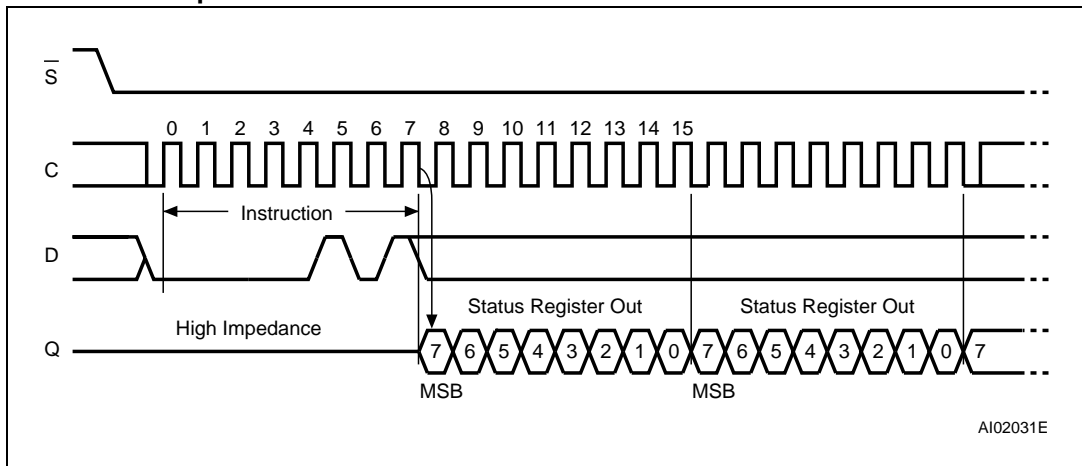 S
0 1 2 3 4 5 6 7 8 9 10 11 12 13 14 15
C
Instruction
D
Status Register Out Status Register Out
High Impedance
Q
7 6 5 4 3 2 1 0 7 6 5 4 3 2 1 0 7
MSB MSB
AI02031E